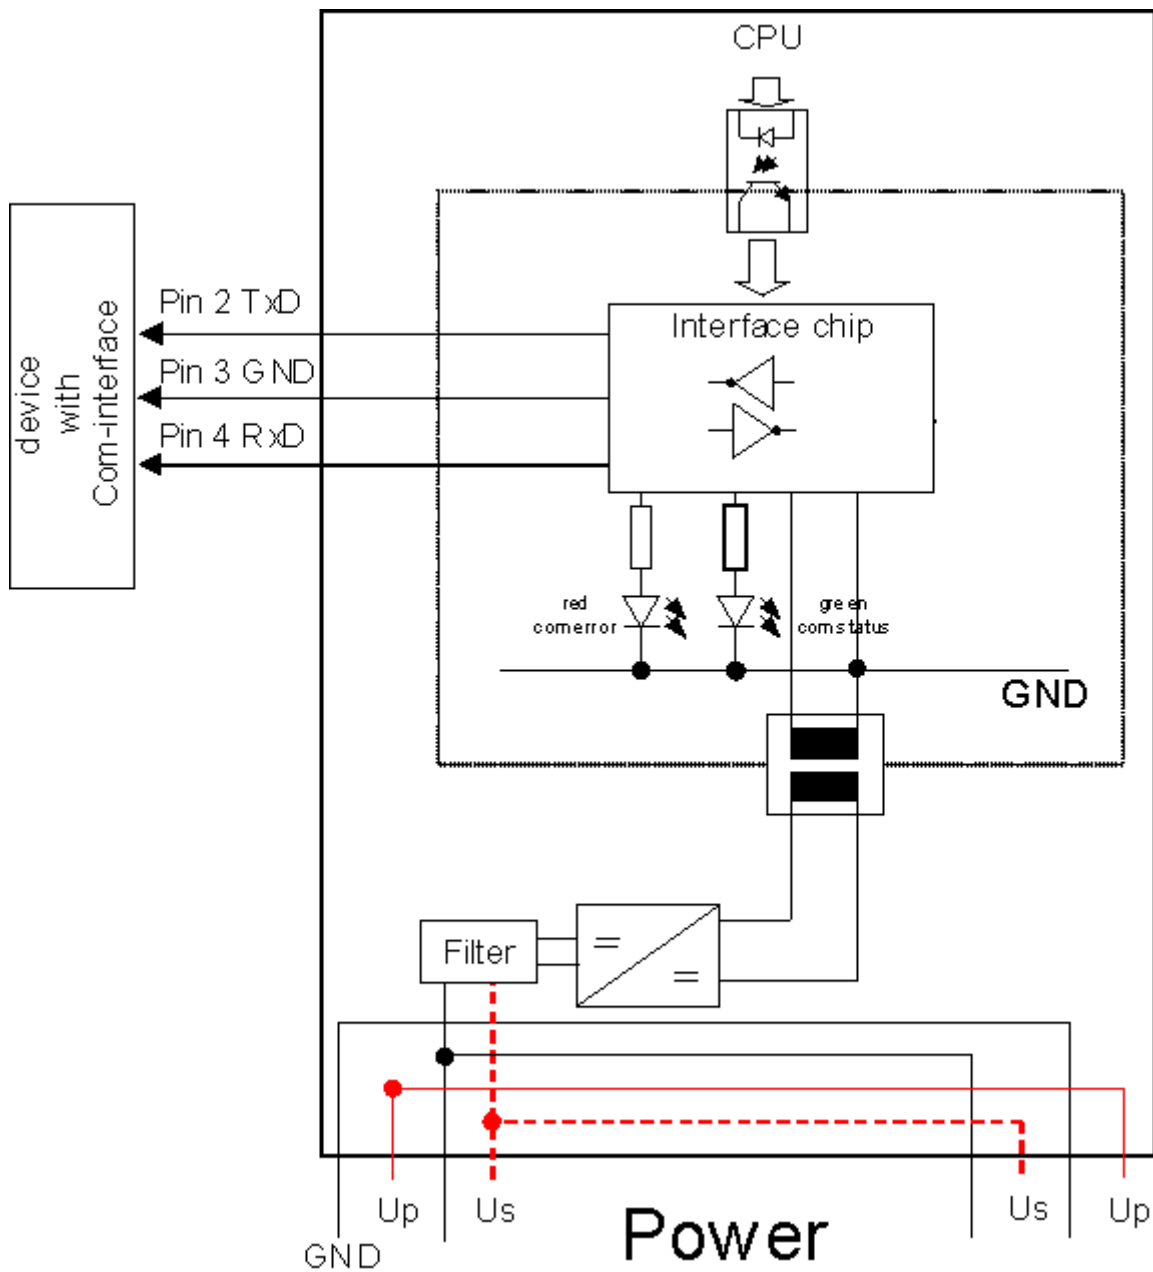 CPU
Pin 2 TxD
Interface chip
Pin 3 GND
Pin 4 RxD
device
with
Com-interface
red
comerror
green
comstatus
GND
Filter
=
=
Up
Us
Us
Up
GND
Power